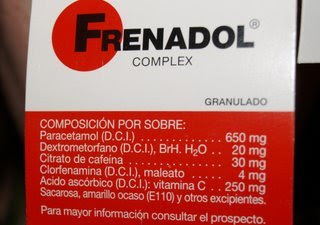 FRENADOL®
COMPLEX
GRANULADO
COMPOSICIÓN POR SOBRE:
Paracetamol (D.C.I.) . . . . . . . . . . 650 mg
Dextrometorfano (D.C.I.), BrH. H₂O . . 20 mg
Citrato de cafeína . . . . . . . . . . . . 30 mg
Clorfenamina (D.C.I.), maleato . . . . 4 mg
Acido ascórbico (D.C.I.): vitamina C . . 250 mg
Sacarosa, amarillo ocaso (E110) y otros excipientes.
Para mayor información consultar el prospecto.